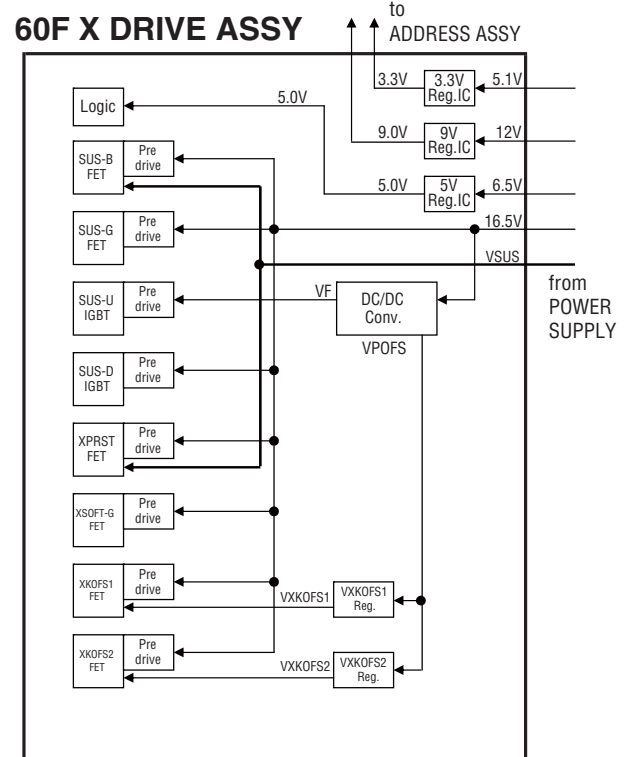 60F X DRIVE ASSY
to
ADDRESS ASSY
3.3V
3.3V
Reg.IC
5.1V
Logic
5.0V
9.0V
9V
Reg.IC
12V
SUS-B
FET
Pre
drive
5.0V
5V
Reg.IC
6.5V
SUS-G
FET
Pre
drive
16.5V
VSUS
from
POWER
SUPPLY
SUS-U
IGBT
Pre
drive
VF
DC/DC
Conv.
VPOFS
SUS-D
IGBT
Pre
drive
XPRST
FET
Pre
drive
XSOFT-G
FET
Pre
drive
XKOFS1
FET
Pre
drive
VXKOFS1
VXKOFS1
Reg.
XKOFS2
FET
Pre
drive
VXKOFS2
VXKOFS2
Reg.